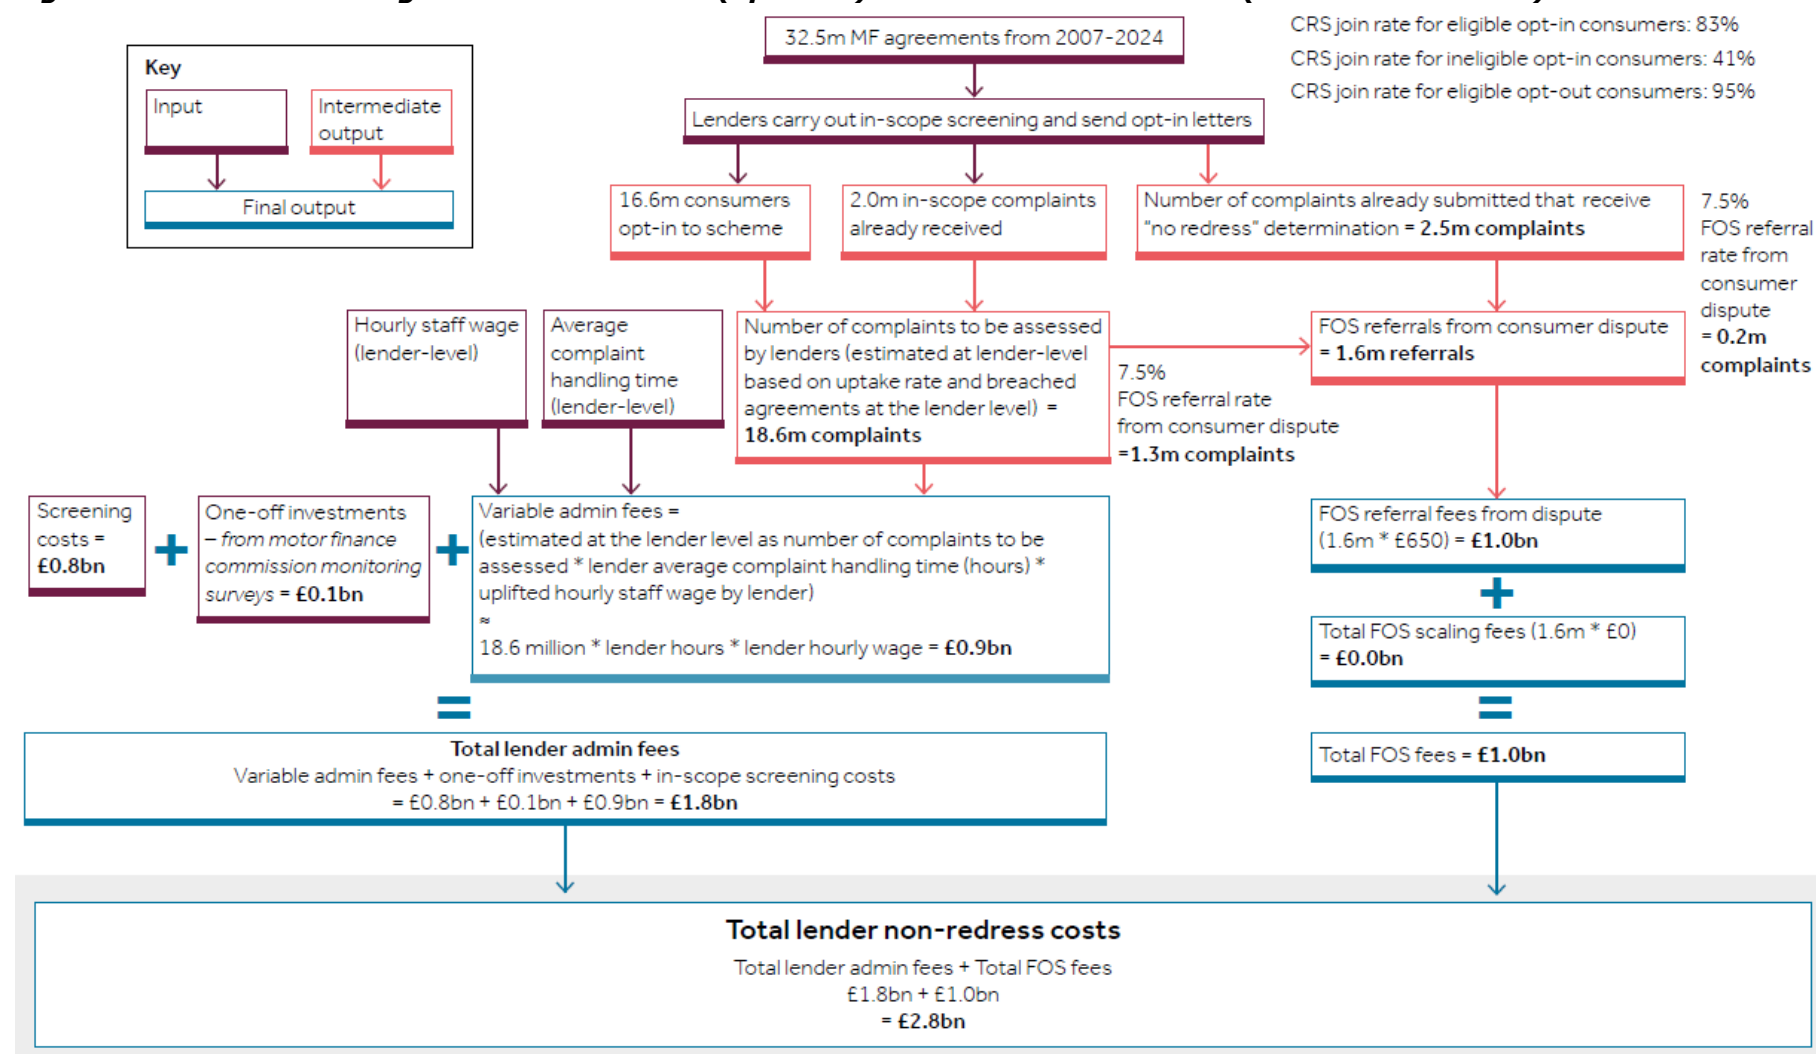 32.5m MF agreements from 2007-2024
CRS join rate for eligible opt-in consumers: 83%
CRS join rate for ineligible opt-in consumers: 41%
CRS join rate for eligible opt-out consumers: 95%
Key
Input
Intermediate
output
Final output
Lenders carry out in-scope screening and send opt-in letters
16.6m consumers
opt-in to scheme
2.0m in-scope complaints
already received
Number of complaints already submitted that receive
“no redress” determination = 2.5m complaints
7.5%
FOS referral
rate from
consumer
dispute
= 0.2m
complaints
Hourly staff wage
(lender-level)
Average
complaint
handling time
(lender-level)
Number of complaints to be assessed
by lenders (estimated at lender-level
based on uptake rate and breached
agreements at the lender level) =
18.6m complaints
7.5%
FOS referral rate
from consumer dispute
=1.3m complaints
FOS referrals from consumer dispute
= 1.6m referrals
Screening
costs =
£0.8bn
+
One-off investments
– from motor finance
commission monitoring
surveys = £0.1bn
+
Variable admin fees =
(estimated at the lender level as number of complaints to be
assessed * lender average complaint handling time (hours) *
uplifted hourly staff wage by lender)
≈
18.6 million * lender hours * lender hourly wage = £0.9bn
FOS referral fees from dispute
(1.6m * £650) = £1.0bn
+
Total FOS scaling fees (1.6m * £0)
= £0.0bn
=
=
Total lender admin fees
Variable admin fees + one-off investments + in-scope screening costs
= £0.8bn + £0.1bn + £0.9bn = £1.8bn
Total FOS fees = £1.0bn
Total lender non-redress costs
Total lender admin fees + Total FOS fees
£1.8bn + £1.0bn
= £2.8bn